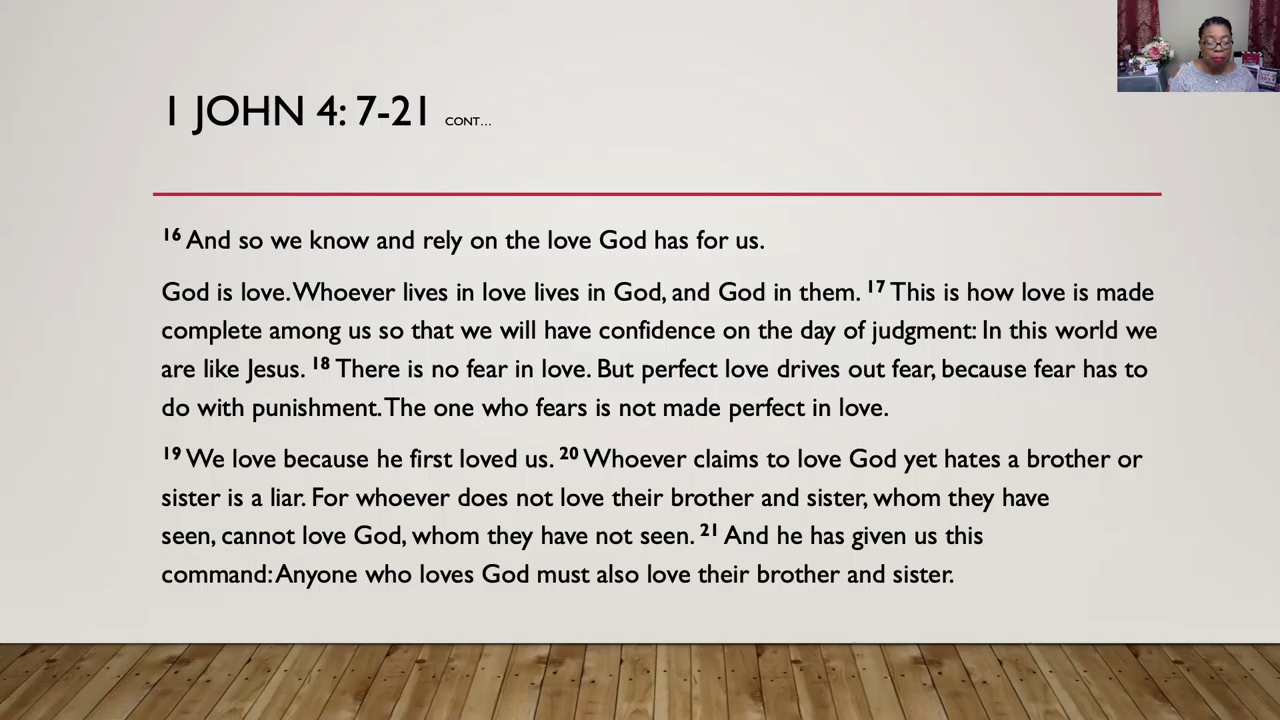 1 JOHN 4: 7-21 CONT...
16 And so we know and rely on the love God has for us.
God is love. Whoever lives in love lives in God, and God in them. 17 This is how love is made
complete among us so that we will have confidence on the day of judgment: In this world we
are like Jesus. 18 There is no fear in love. But perfect love drives out fear, because fear has to
do with punishment. The one who fears is not made perfect in love.
19 We love because he first loved us. 20 Whoever claims to love God yet hates a brother or
sister is a liar. For whoever does not love their brother and sister, whom they have
seen, cannot love God, whom they have not seen. 21 And he has given us this
command: Anyone who loves God must also love their brother and sister.